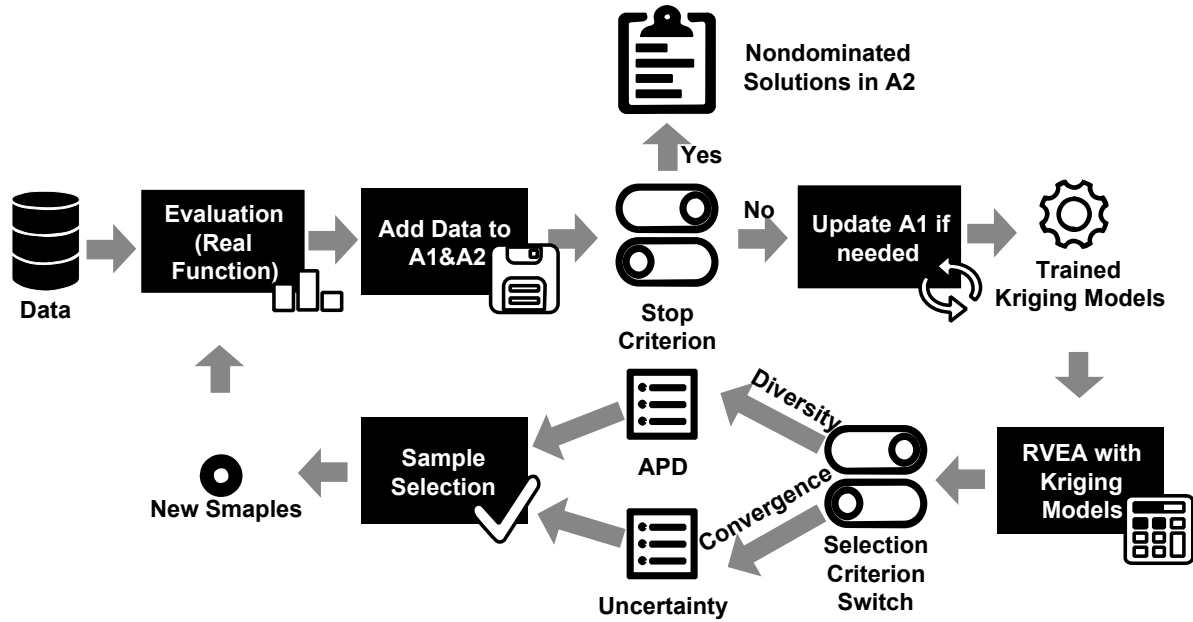 Nondominated
Solutions in A2
Yes
Data
Evaluation
(Real
Function)
Add Data to
A1&A2
Stop
Criterion
No
Update A1 if
needed
Trained
Kriging Models
RVEA with
Kriging
Models
Selection
Criterion
Switch
Diversity
Convergence
APD
Uncertainty
Sample
Selection
New Smaples